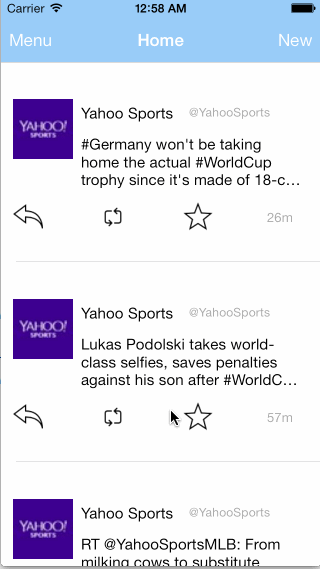 Carrier 12:58 AM
Menu Home New
YAHOO! SPORTS
Yahoo Sports @YahooSports
#Germany won't be taking
home the actual #WorldCup
trophy since it's made of 18-c...
26m
YAHOO! SPORTS
Yahoo Sports @YahooSports
Lukas Podolski takes world-
class selfies, saves penalties
against his son after #WorldC...
57m
YAHOO! SPORTS
Yahoo Sports @YahooSports
RT @YahooSportsMLB: From
milking cows to substitute